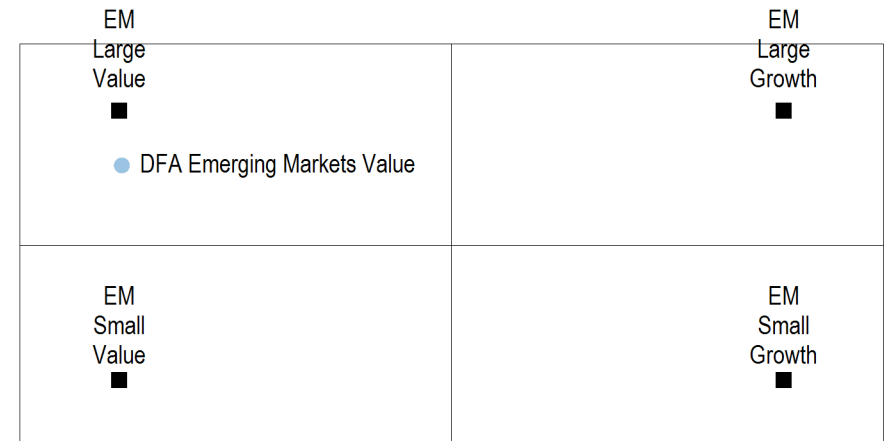 EM
Large
Value
EM
Large
Growth
DFA Emerging Markets Value
EM
Small
Value
EM
Small
Growth